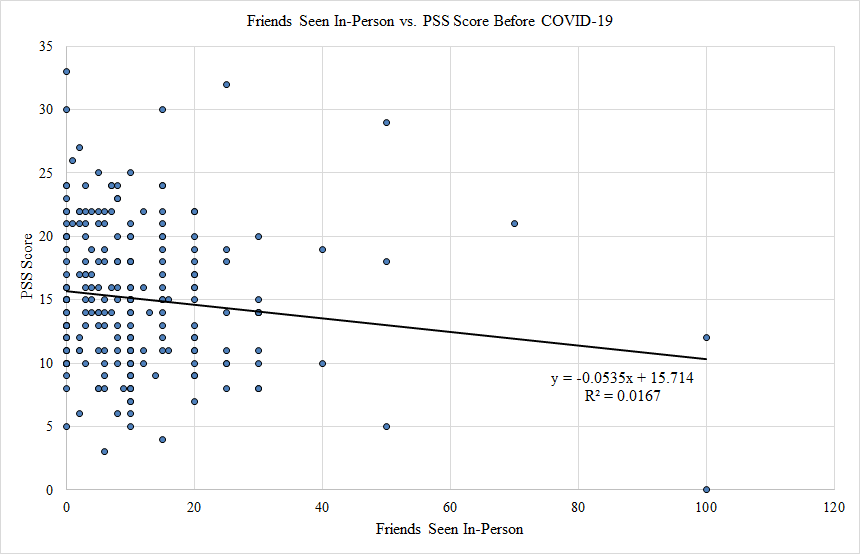 Friends Seen In-Person vs. PSS Score Before COVID-19
35
30
25
20
15
10
5
0
PSS Score
y = -0.0535x + 15.714
R² = 0.0167
0 20 40 60 80 100 120
Friends Seen In-Person